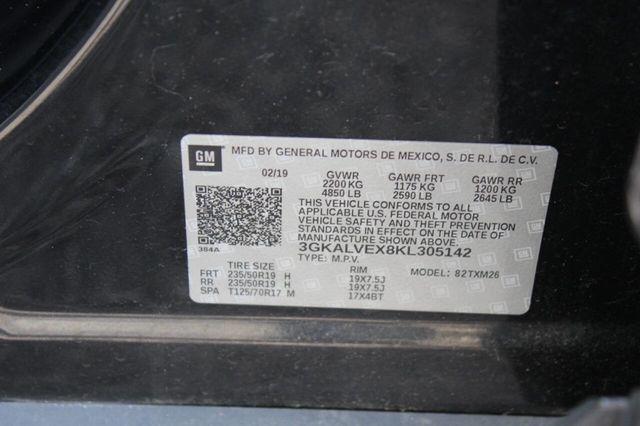 GM MFD BY GENERAL MOTORS DE MEXICO, S. DE R.L. DE C.V.
02/19 GVWR GAWR FRT GAWR RR
2200 KG 1175 KG 1200 KG
4850 LB 2590 LB 2645 LB
THIS VEHICLE CONFORMS TO ALL
APPLICABLE U.S. FEDERAL MOTOR
VEHICLE SAFETY AND THEFT PREVENTION
STANDARDS IN EFFECT ON THE DATE OF
MANUFACTURE SHOWN ABOVE.
384A 3GKALVEX8KL305142
TYPE: M.P.V.
TIRE SIZE RIM MODEL: 82TXM26
FRT 235/50R19 H 19X7.5J
RR 235/50R19 H 19X7.5J
SPA T125/70R17 M 17X4BT